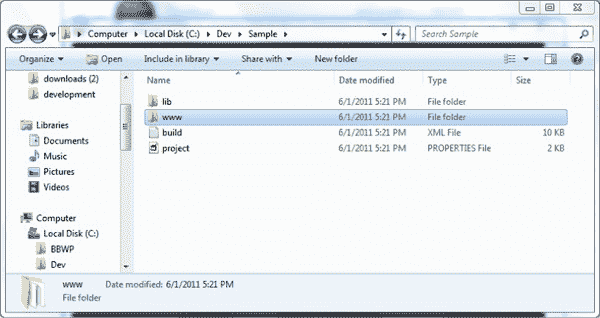 Computer ▸ Local Disk (C:) ▸ Dev ▸ Sample ▸
Search Sample
Organize Open Include in library Share with New folder
Name Date modified Type Size
downloads (2)
development
Libraries
Documents
Music
Pictures
Videos
Computer
Local Disk (C:)
BBWP
Dev
lib 6/1/2011 5:21 PM File folder
www 6/1/2011 5:21 PM File folder
build 6/1/2011 5:21 PM XML File 10 KB
project 6/1/2011 5:21 PM PROPERTIES File 2 KB
www Date modified: 6/1/2011 5:21 PM
File folder